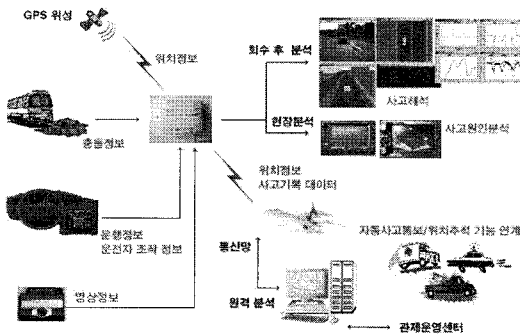 GPS 위성
위치정보
회수 후 분석
사고해석
현장분석
사고원인분석
충돌정보
위치정보
사고기록 데이터
운행정보
운전자 조작 정보
통신망
자동사고통보/위치추적 기능 연계
영상정보
원격 분석
관제운영센터